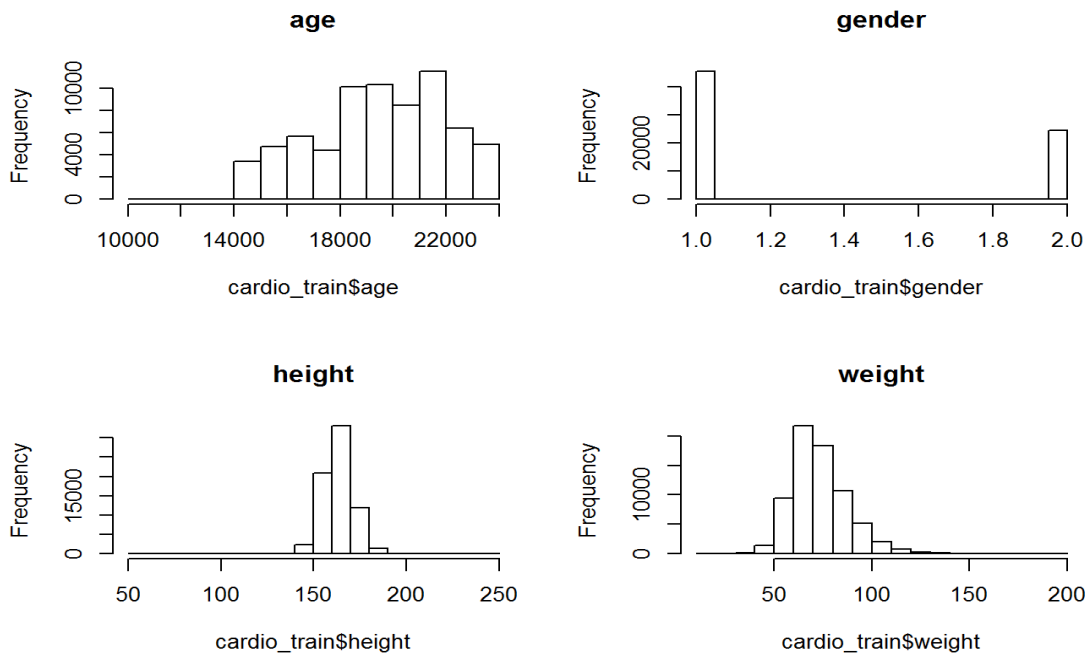 age
Frequency
0
4000
10000
10000 14000 18000 22000
cardio_train$age
gender
Frequency
0
20000
1.0 1.2 1.4 1.6 1.8 2.0
cardio_train$gender
height
Frequency
0
15000
50 100 150 200 250
cardio_train$height
weight
Frequency
0
10000
50 100 150 200
cardio_train$weight